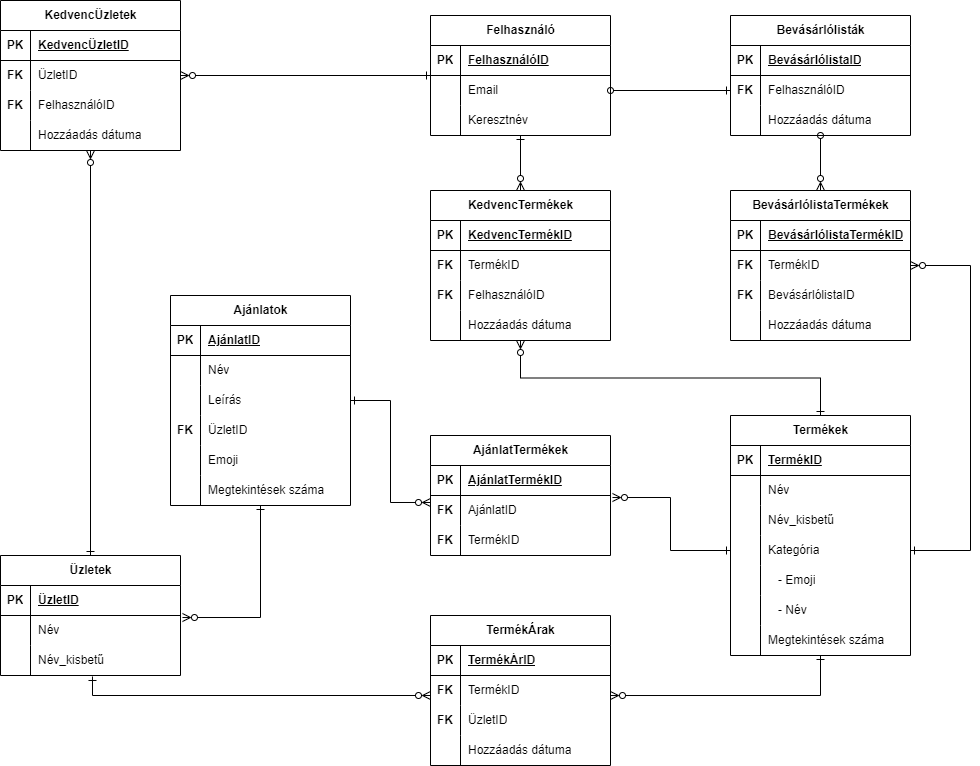 KedvencÜzletek
PK KedvencÜzletID
FK ÜzletID
FK FelhasználóID
Hozzáadás dátuma
Felhasználó
PK FelhasználóID
Email
Keresztnév
Bevásárlólisták
PK BevásárlólistaID
FK FelhasználóID
Hozzáadás dátuma
KedvencTermékek
PK KedvencTermékID
FK TermékID
FK FelhasználóID
Hozzáadás dátuma
BevásárlólistaTermékek
PK BevásárlólistaTermékID
FK TermékID
FK BevásárlólistaID
Hozzáadás dátuma
Ajánlatok
PK AjánlatID
Név
Leírás
FK ÜzletID
Emoji
Megtekintések száma
AjánlatTermékek
PK AjánlatTermékID
FK AjánlatID
FK TermékID
Termékek
PK TermékID
Név
Név_kisbetű
Kategória
- Emoji
- Név
Megtekintések száma
Üzletek
PK ÜzletID
Név
Név_kisbetű
TermékÁrak
PK TermékÁrID
FK TermékID
FK ÜzletID
Hozzáadás dátuma